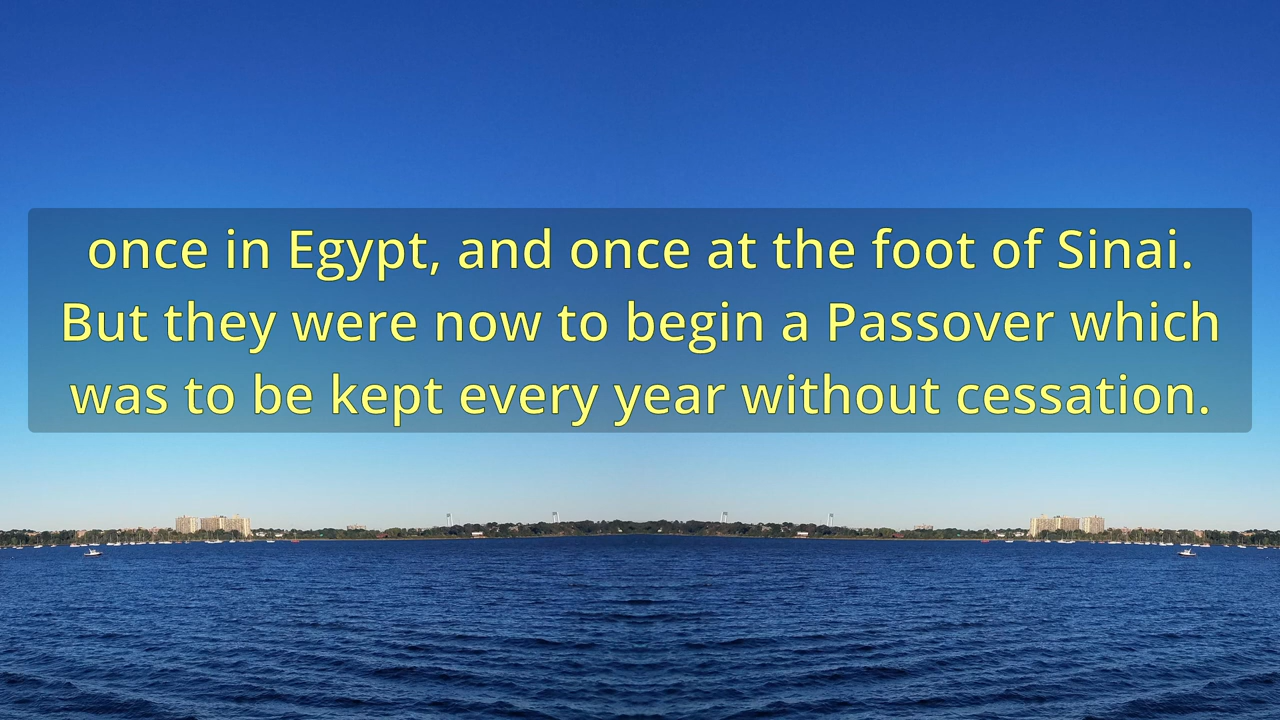 once in Egypt, and once at the foot of Sinai.
But they were now to begin a Passover which
was to be kept every year without cessation.